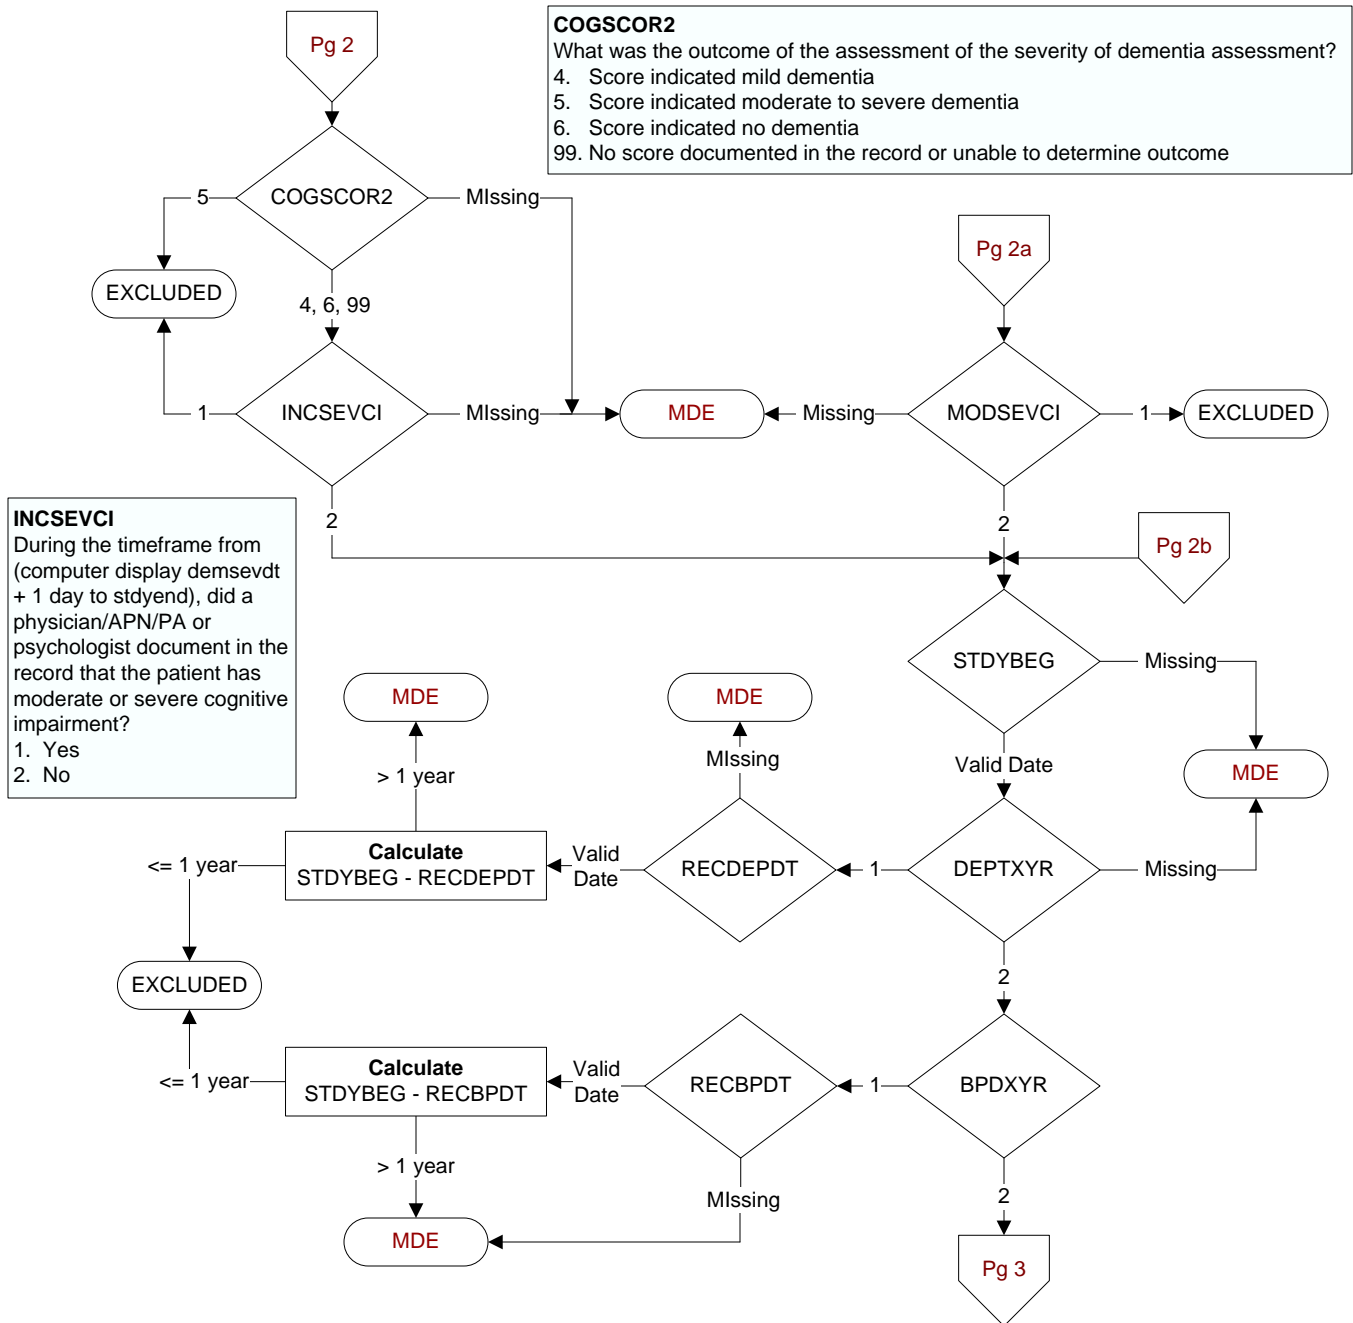 Pg 2
COGSCOR2
What was the outcome of the assessment of the severity of dementia assessment?
4. Score indicated mild dementia
5. Score indicated moderate to severe dementia
6. Score indicated no dementia
99. No score documented in the record or unable to determine outcome
5
COGSCOR2
MIssing
Pg 2a
EXCLUDED
4, 6, 99
1
INCSEVCI
MIssing
MDE
Missing
MODSEVCI
1
EXCLUDED
2
2
Pg 2b
INCSEVCI
During the timeframe from
(computer display demsevdt
+ 1 day to stdyend), did a
physician/APN/PA or
psychologist document in the
record that the patient has
moderate or severe cognitive
impairment?
1. Yes
2. No
STDYBEG
Missing
MDE
MDE
MIssing
Valid Date
MDE
> 1 year
<= 1 year
Calculate
STDYBEG - RECDEPDT
Valid
Date
RECDEPDT
1
DEPTXYR
Missing
EXCLUDED
2
<= 1 year
Calculate
STDYBEG - RECBPDT
Valid
Date
RECBPDT
1
BPDXYR
> 1 year
MIssing
2
MDE
Pg 3